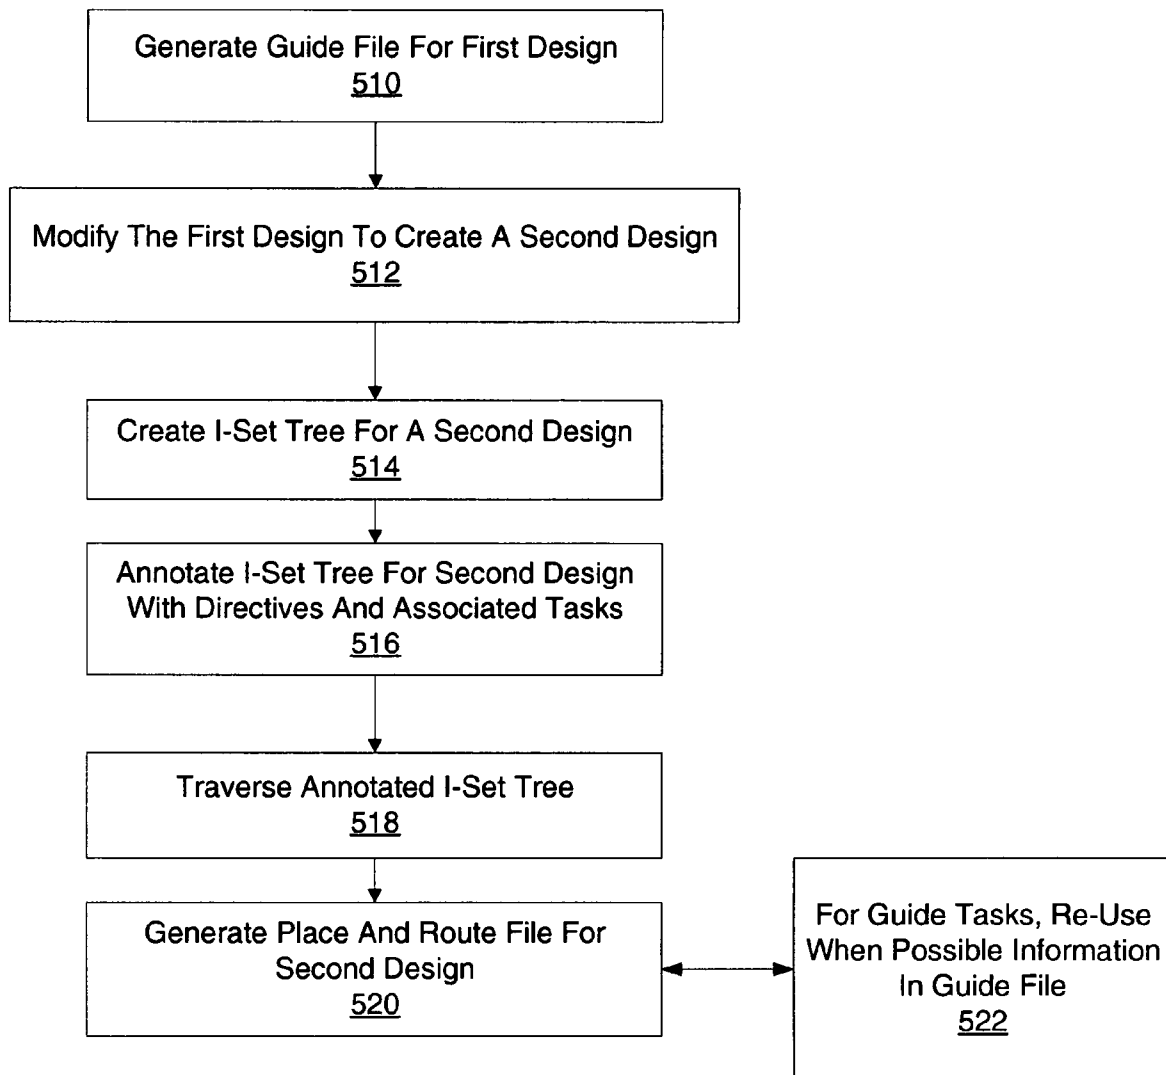 Generate Guide File For First Design
510
Modify The First Design To Create A Second Design
512
Create I-Set Tree For A Second Design
514
Annotate I-Set Tree For Second Design
With Directives And Associated Tasks
516
Traverse Annotated I-Set Tree
518
Generate Place And Route File For
Second Design
520
For Guide Tasks, Re-Use
When Possible Information
In Guide File
522